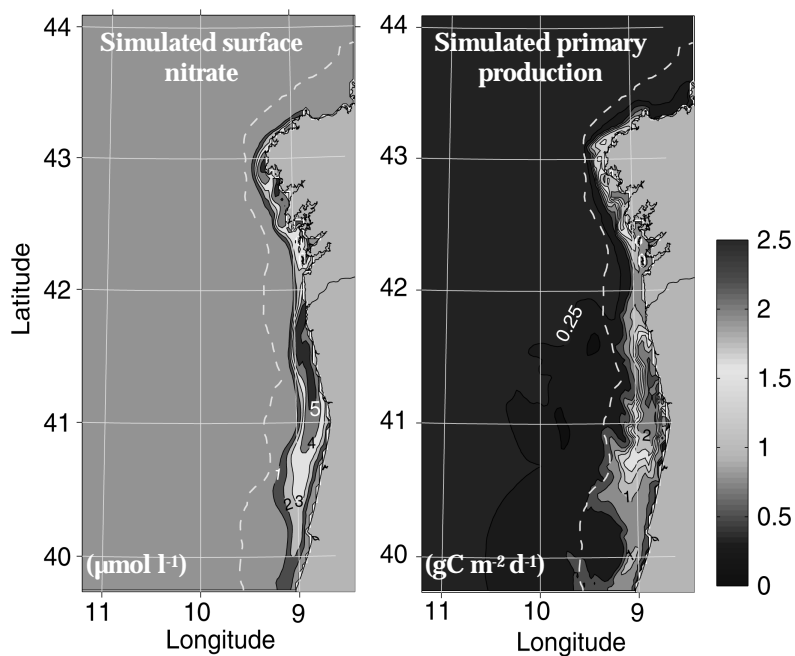 Simulated surface
nitrate
44
43
42
41
40
Latitude
5
4
1
2 3
(μmol l-1)
11 10 9
Longitude
Simulated primary
production
44
43
42
41
40
0.25
2
1
(gC m-2 d-1)
11 10 9
Longitude
2.5
2
1.5
1
0.5
0